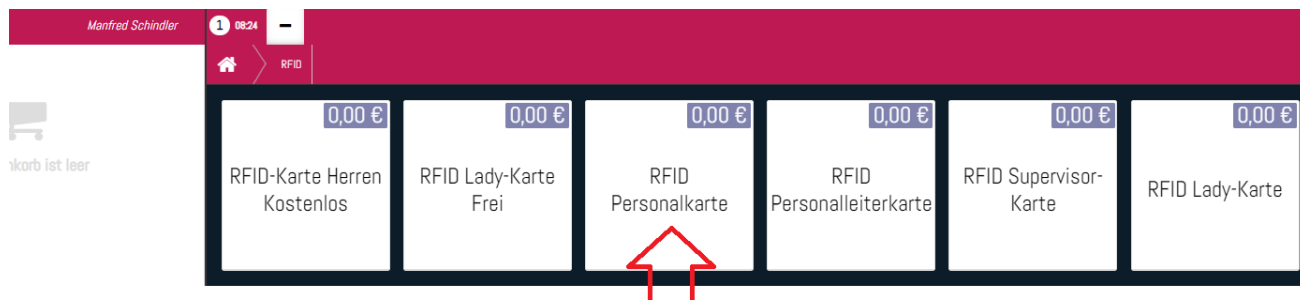 Manfred Schindler
1 08:24
RFID
ist leer
0,00 €
RFID-Karte Herren
Kostenlos
0,00 €
RFID Lady-Karte
Frei
0,00 €
RFID
Personalkarte
0,00 €
RFID
Personalleiterkarte
0,00 €
RFID Supervisor-
Karte
0,00 €
RFID Lady-Karte